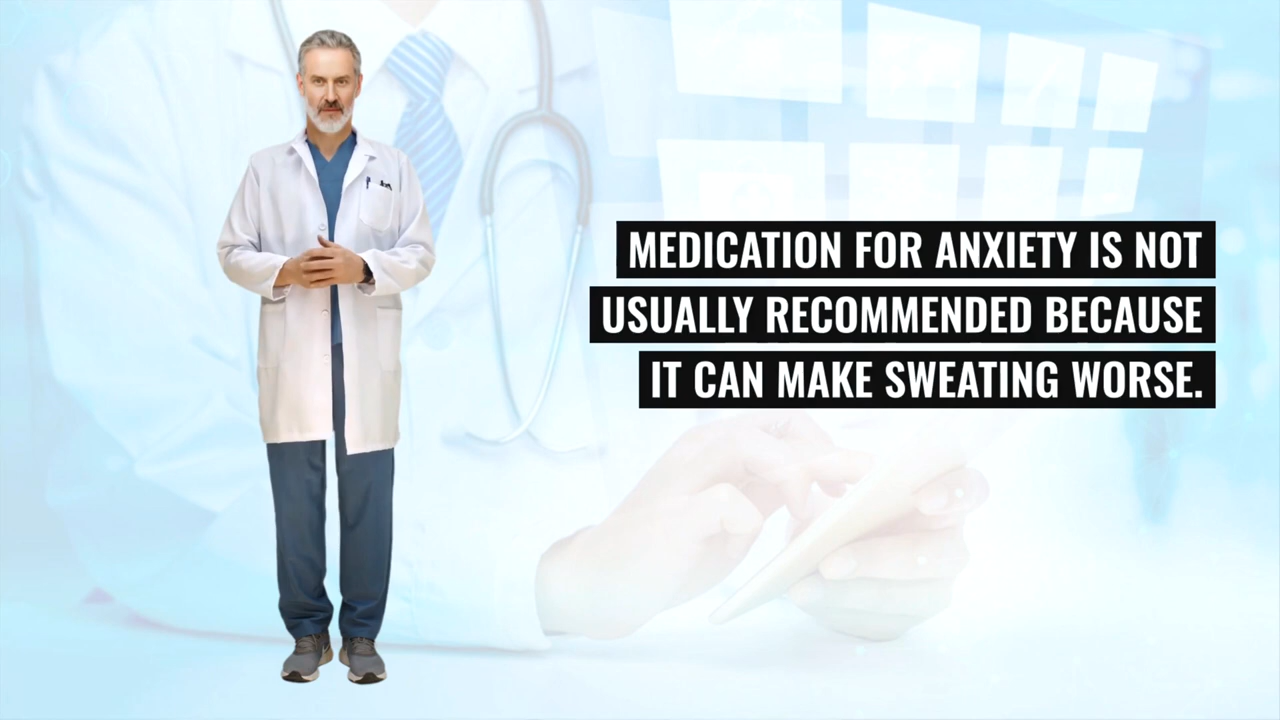 MEDICATION FOR ANXIETY IS NOT
USUALLY RECOMMENDED BECAUSE
IT CAN MAKE SWEATING WORSE.